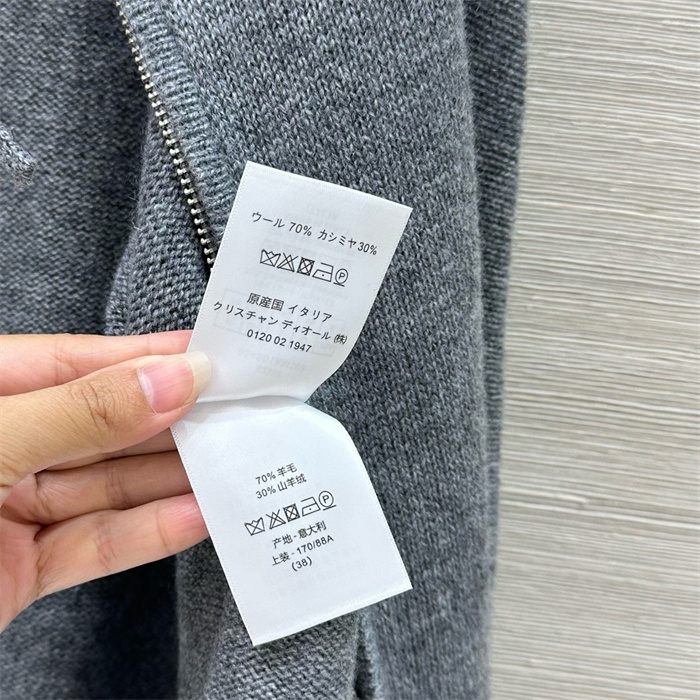 ウール 70% カシミヤ30%
原産国 イタリア
クリスチャン ディオール (株)
0120 02 1947
70% 羊毛
30% 山羊绒
P
产地 - 意大利
上装 - 170/88A
(38)